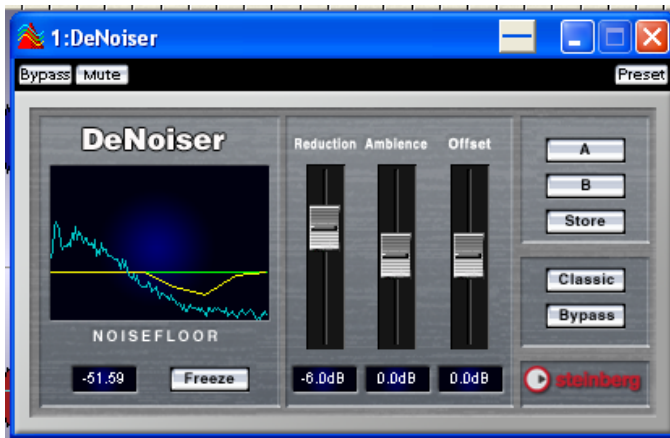 1:DeNoiser
Bypass Mute Preset
DeNoiser
Reduction Ambience Offset
A
B
Store
Classic
Bypass
NOISEFLOOR
-51.59 Freeze -6.0dB 0.0dB 0.0dB
steinberg